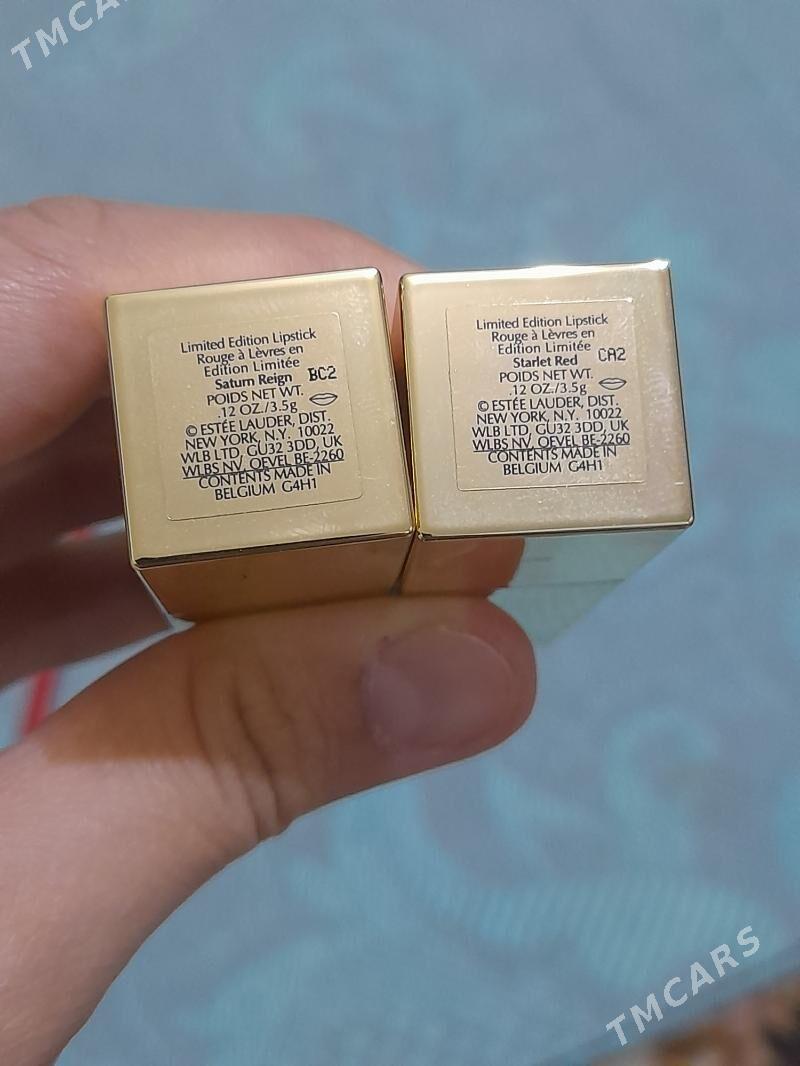 TMCARS
Limited Edition Lipstick
Rouge à Lèvres en
Edition Limitée
Saturn Reign BC2
POIDS NET WT.
.12 OZ./3.5g
© ESTÉE LAUDER, DIST.
NEW YORK, N.Y. 10022
WLB LTD, GU32 3DD, UK
WLBS NV, OEVEL BE-2260
CONTENTS MADE IN
BELGIUM G4H1
Limited Edition Lipstick
Rouge à Lèvres en
Edition Limitée
Starlet Red CA2
POIDS NET WT.
.12 OZ./3.5g
© ESTÉE LAUDER, DIST.
NEW YORK, N.Y. 10022
WLB LTD, GU32 3DD, UK
WLBS NV, OEVEL BE-2260
CONTENTS MADE IN
BELGIUM G4H1
TMCARS